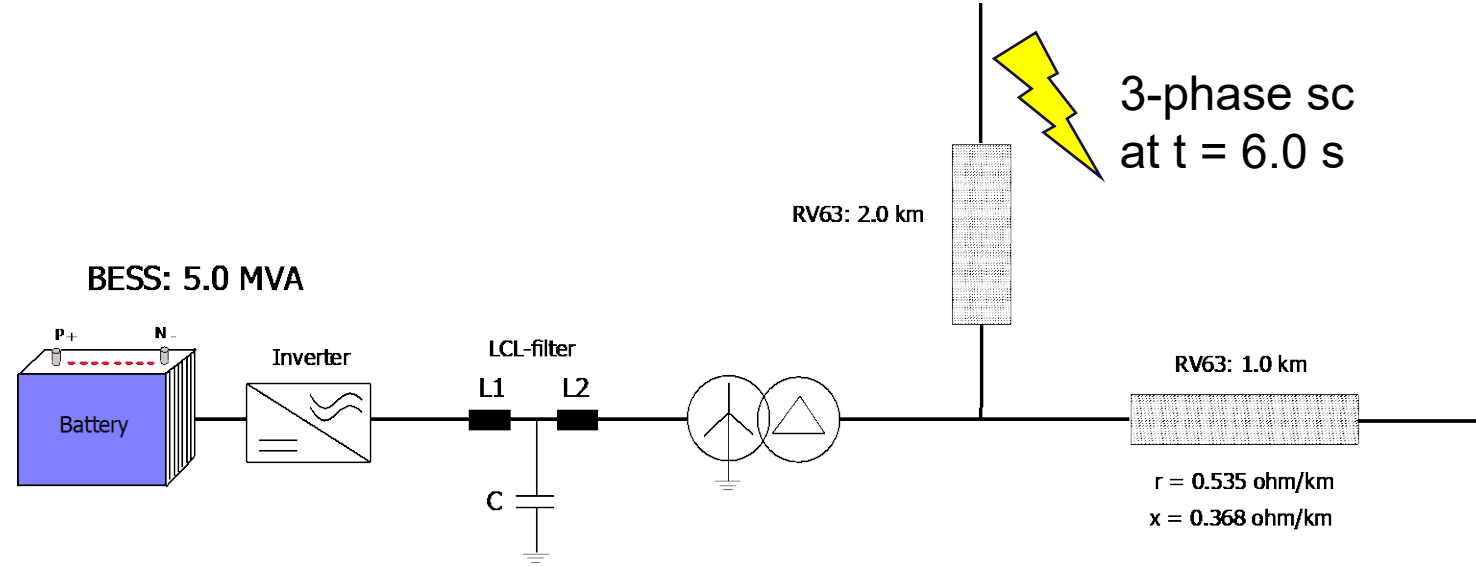 3-phase sc
at t = 6.0 s
RV63: 2.0 km
BESS: 5.0 MVA
P+
N-
Inverter
LCL-filter
RV63: 1.0 km
L1
L2
Battery
C
r = 0.535 ohm/km
x = 0.368 ohm/km